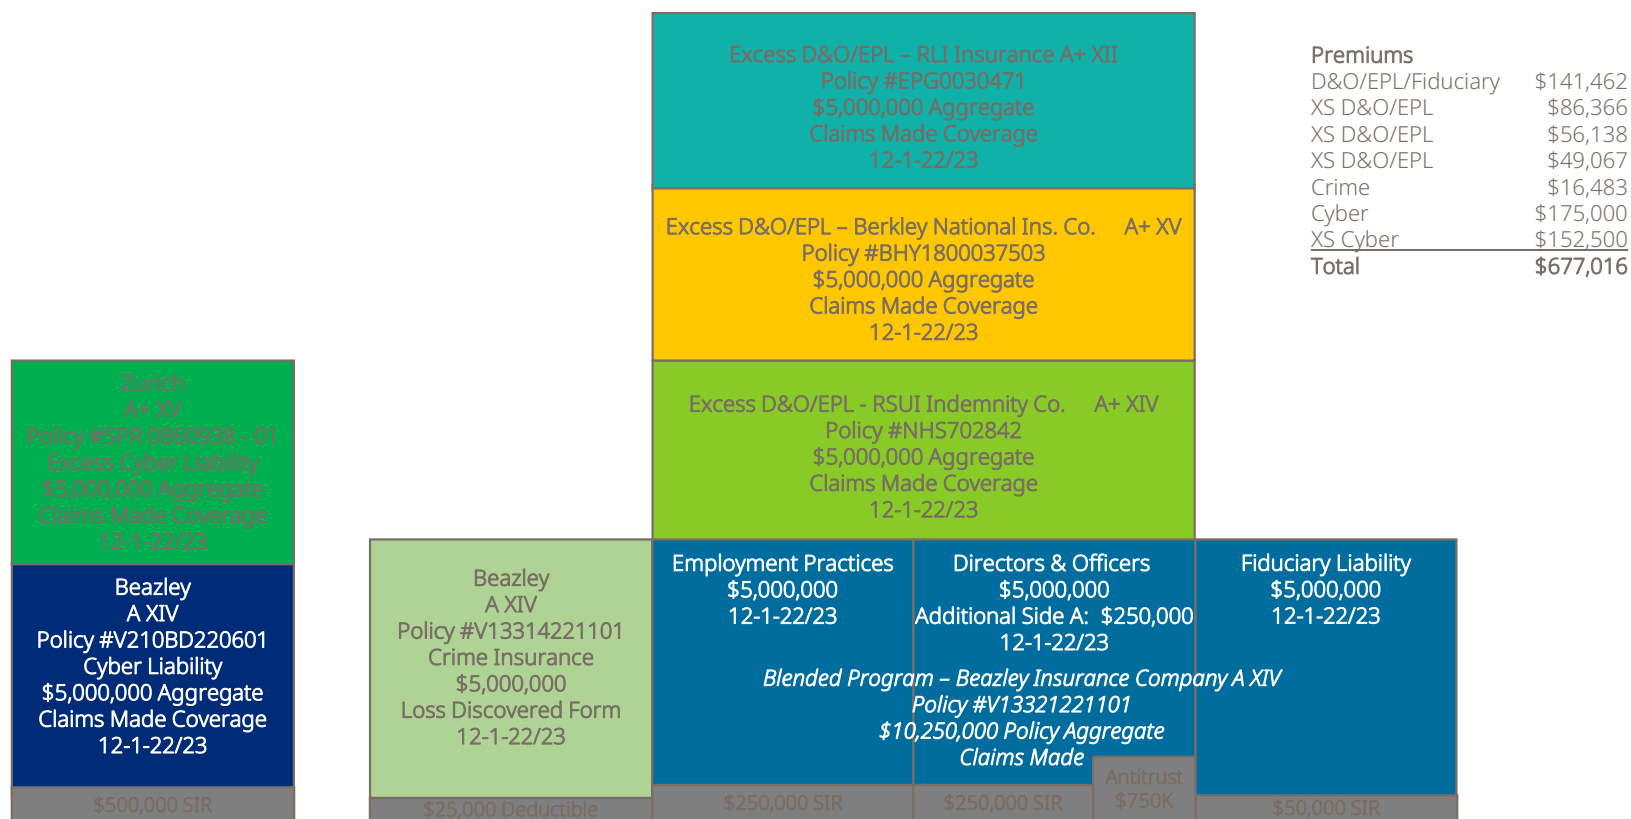 Excess D&O/EPL – RLI Insurance A+ XII
Policy #EPG0030471
$5,000,000 Aggregate
Claims Made Coverage
12-1-22/23
Premiums
D&O/EPL/Fiduciary $141,462
XS D&O/EPL $86,366
XS D&O/EPL $56,138
XS D&O/EPL $49,067
Crime $16,483
Cyber $175,000
XS Cyber $152,500
Total $677,016
Excess D&O/EPL – Berkley National Ins. Co. A+ XV
Policy #BHY1800037503
$5,000,000 Aggregate
Claims Made Coverage
12-1-22/23
Excess D&O/EPL - RSUI Indemnity Co. A+ XIV
Policy #NHS702842
$5,000,000 Aggregate
Claims Made Coverage
12-1-22/23
Zurich
A+ XV
Policy #SPR 0860938 - 01
Excess Cyber Liability
$5,000,000 Aggregate
Claims Made Coverage
12-1-22/23
Beazley
A XIV
Policy #V210BD220601
Cyber Liability
$5,000,000 Aggregate
Claims Made Coverage
12-1-22/23
$500,000 SIR
Beazley
A XIV
Policy #V13314221101
Crime Insurance
$5,000,000
Loss Discovered Form
12-1-22/23
$25,000 Deductible
Employment Practices
$5,000,000
12-1-22/23
Directors & Officers
$5,000,000
Additional Side A: $250,000
12-1-22/23
Fiduciary Liability
$5,000,000
12-1-22/23
Blended Program – Beazley Insurance Company A XIV
Policy #V13321221101
$10,250,000 Policy Aggregate
Claims Made
$250,000 SIR
$250,000 SIR
Antitrust
$750K
$50,000 SIR